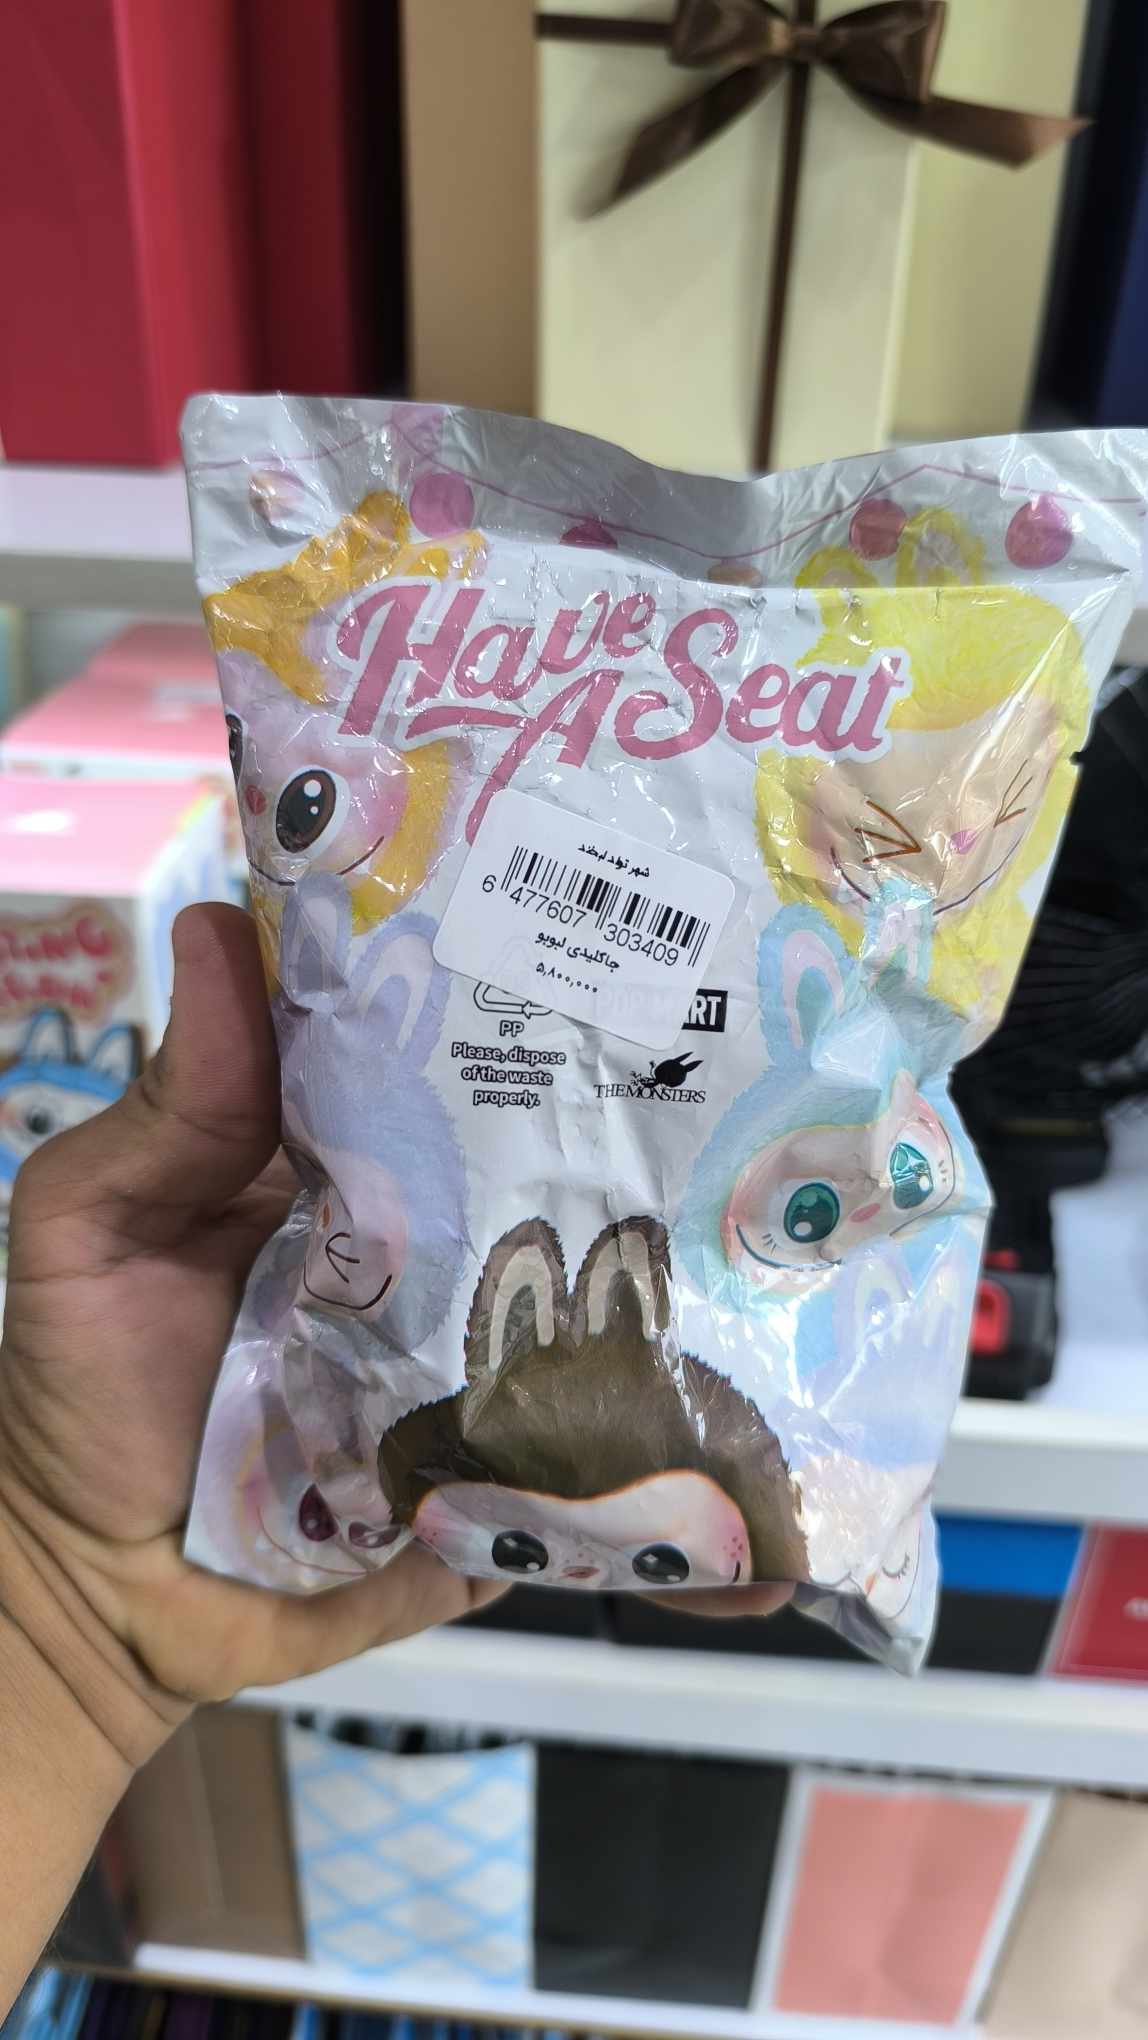 Have A Seat
شهر تولد لبخند
6 477607 303409
جاکلیدی لبوبو
۵,۸۰۰,۰۰۰
PP
Please, dispose
of the waste
properly.
POP MART
THE MONSTERS